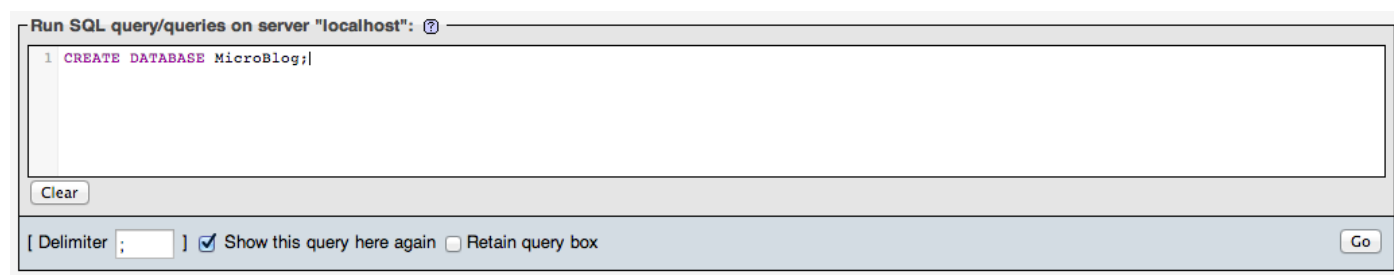 Run SQL query/queries on server "localhost": ?
1 CREATE DATABASE MicroBlog;
Clear
[ Delimiter ; ] Show this query here again Retain query box Go